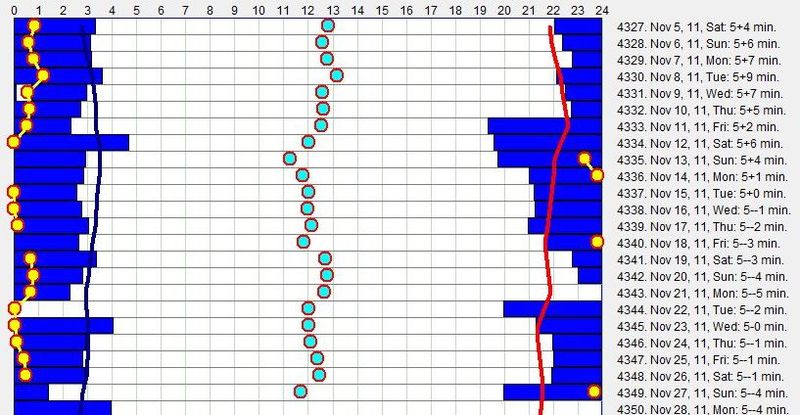 0 1 2 3 4 5 6 7 8 9 10 11 12 13 14 15 16 17 18 19 20 21 22 23 24
4327. Nov 5, 11, Sat: 5+4 min.
4328. Nov 6, 11, Sun: 5+6 min.
4329. Nov 7, 11, Mon: 5+7 min.
4330. Nov 8, 11, Tue: 5+9 min.
4331. Nov 9, 11, Wed: 5+7 min.
4332. Nov 10, 11, Thu: 5+5 min.
4333. Nov 11, 11, Fri: 5+2 min.
4334. Nov 12, 11, Sat: 5+6 min.
4335. Nov 13, 11, Sun: 5+4 min.
4336. Nov 14, 11, Mon: 5+1 min.
4337. Nov 15, 11, Tue: 5+0 min.
4338. Nov 16, 11, Wed: 5--1 min.
4339. Nov 17, 11, Thu: 5--2 min.
4340. Nov 18, 11, Fri: 5--3 min.
4341. Nov 19, 11, Sat: 5--3 min.
4342. Nov 20, 11, Sun: 5--4 min.
4343. Nov 21, 11, Mon: 5--5 min.
4344. Nov 22, 11, Tue: 5--2 min.
4345. Nov 23, 11, Wed: 5-0 min.
4346. Nov 24, 11, Thu: 5--1 min.
4347. Nov 25, 11, Fri: 5--1 min.
4348. Nov 26, 11, Sat: 5--1 min.
4349. Nov 27, 11, Sun: 5--4 min.
4350. Nov 28, 11, Mon: 5--4 min.